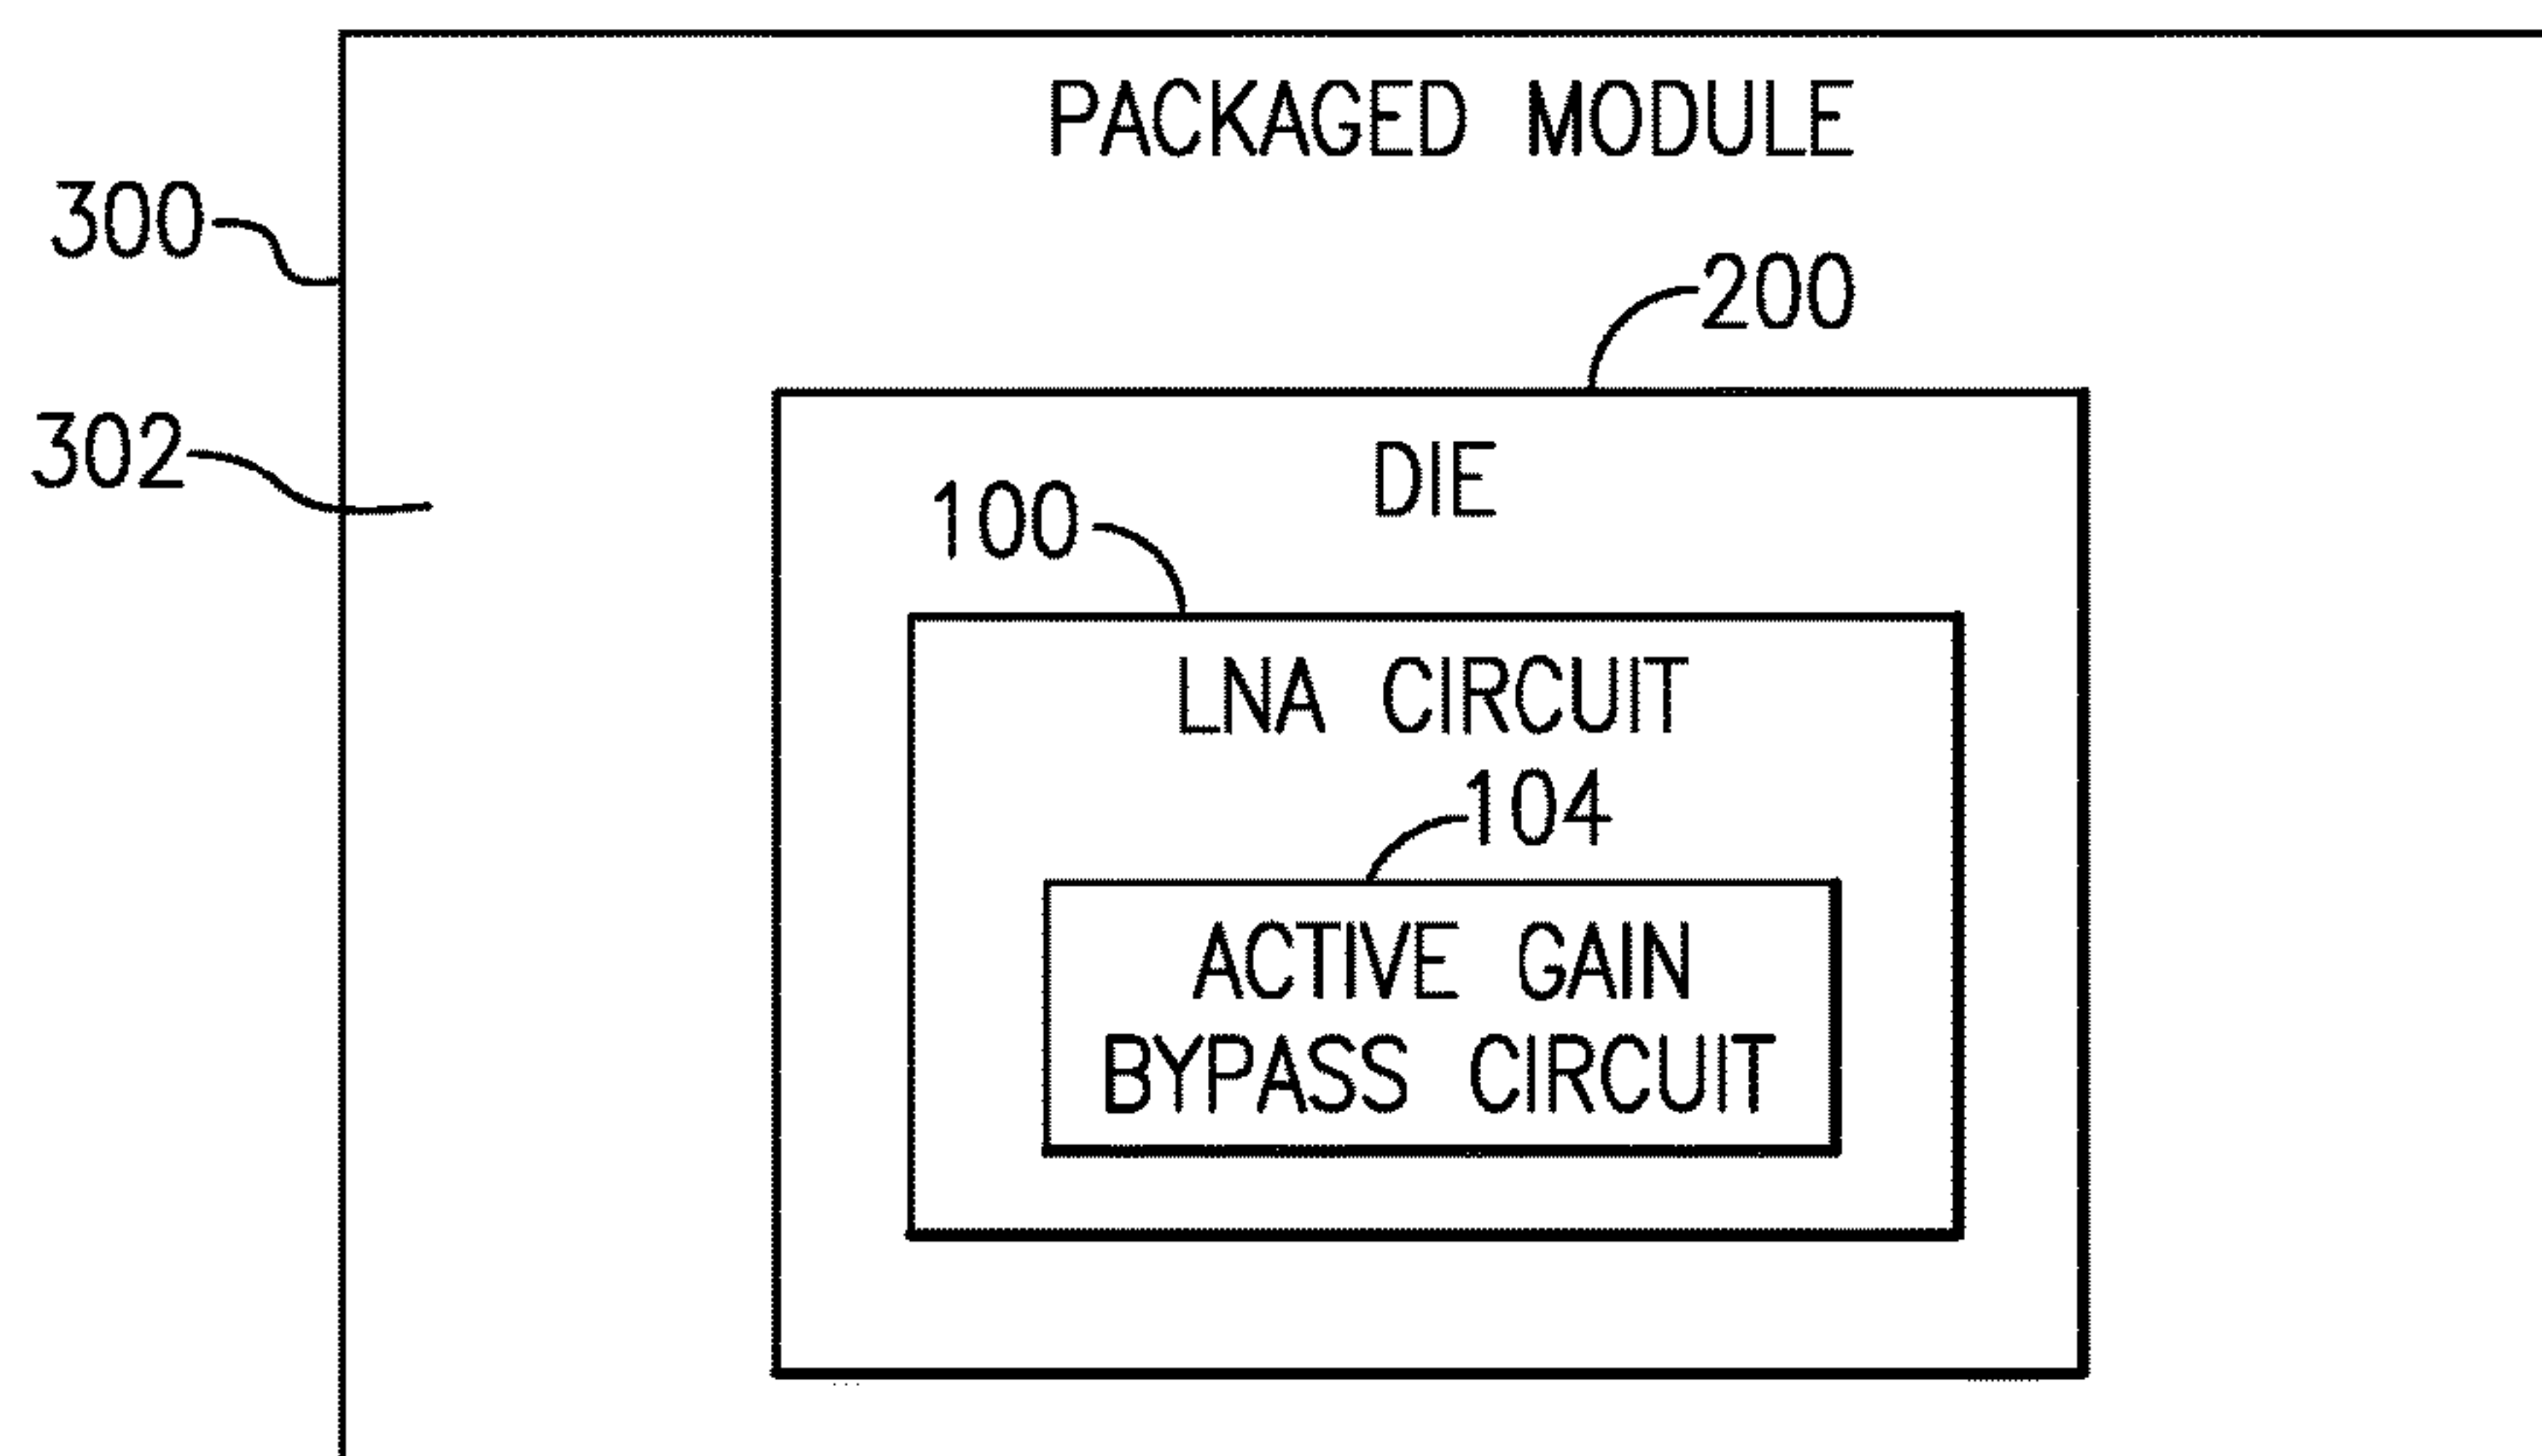 PACKAGED MODULE
300
200
302
DIE
100
LNA CIRCUIT
104
ACTIVE GAIN
BYPASS CIRCUIT